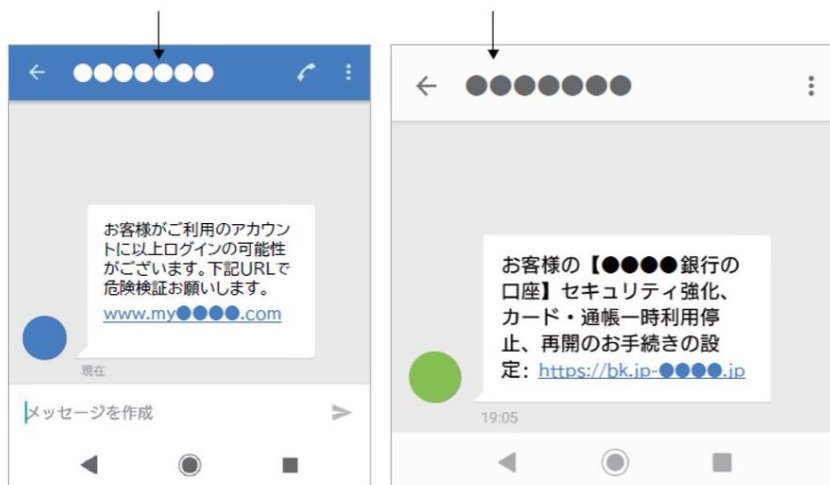 ●●●●●●●
お客様がご利用のアカウン
トに以上ログインの可能性
がございます。下記URLで
危険検証お願いします。
www.my●●●●.com
現在
メッセージを作成
●●●●●●●
お客様の【●●●●銀行の
口座】セキュリティ強化、
カード・通帳一時利用停
止、再開のお手続きの設
定: https://bk.jp-●●●●.jp
19:05